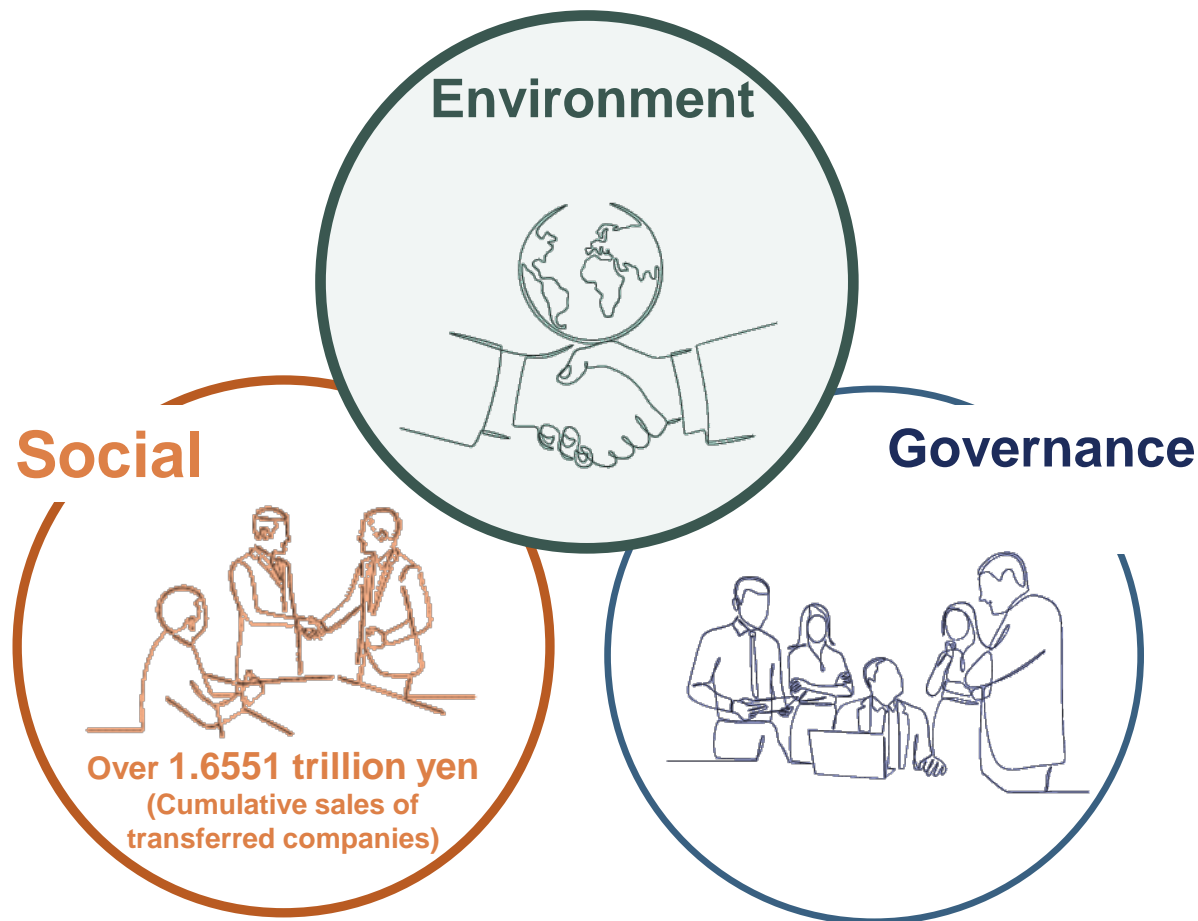 Environment
Social
Governance
Over 1.6551 trillion yen
(Cumulative sales of
transferred companies)